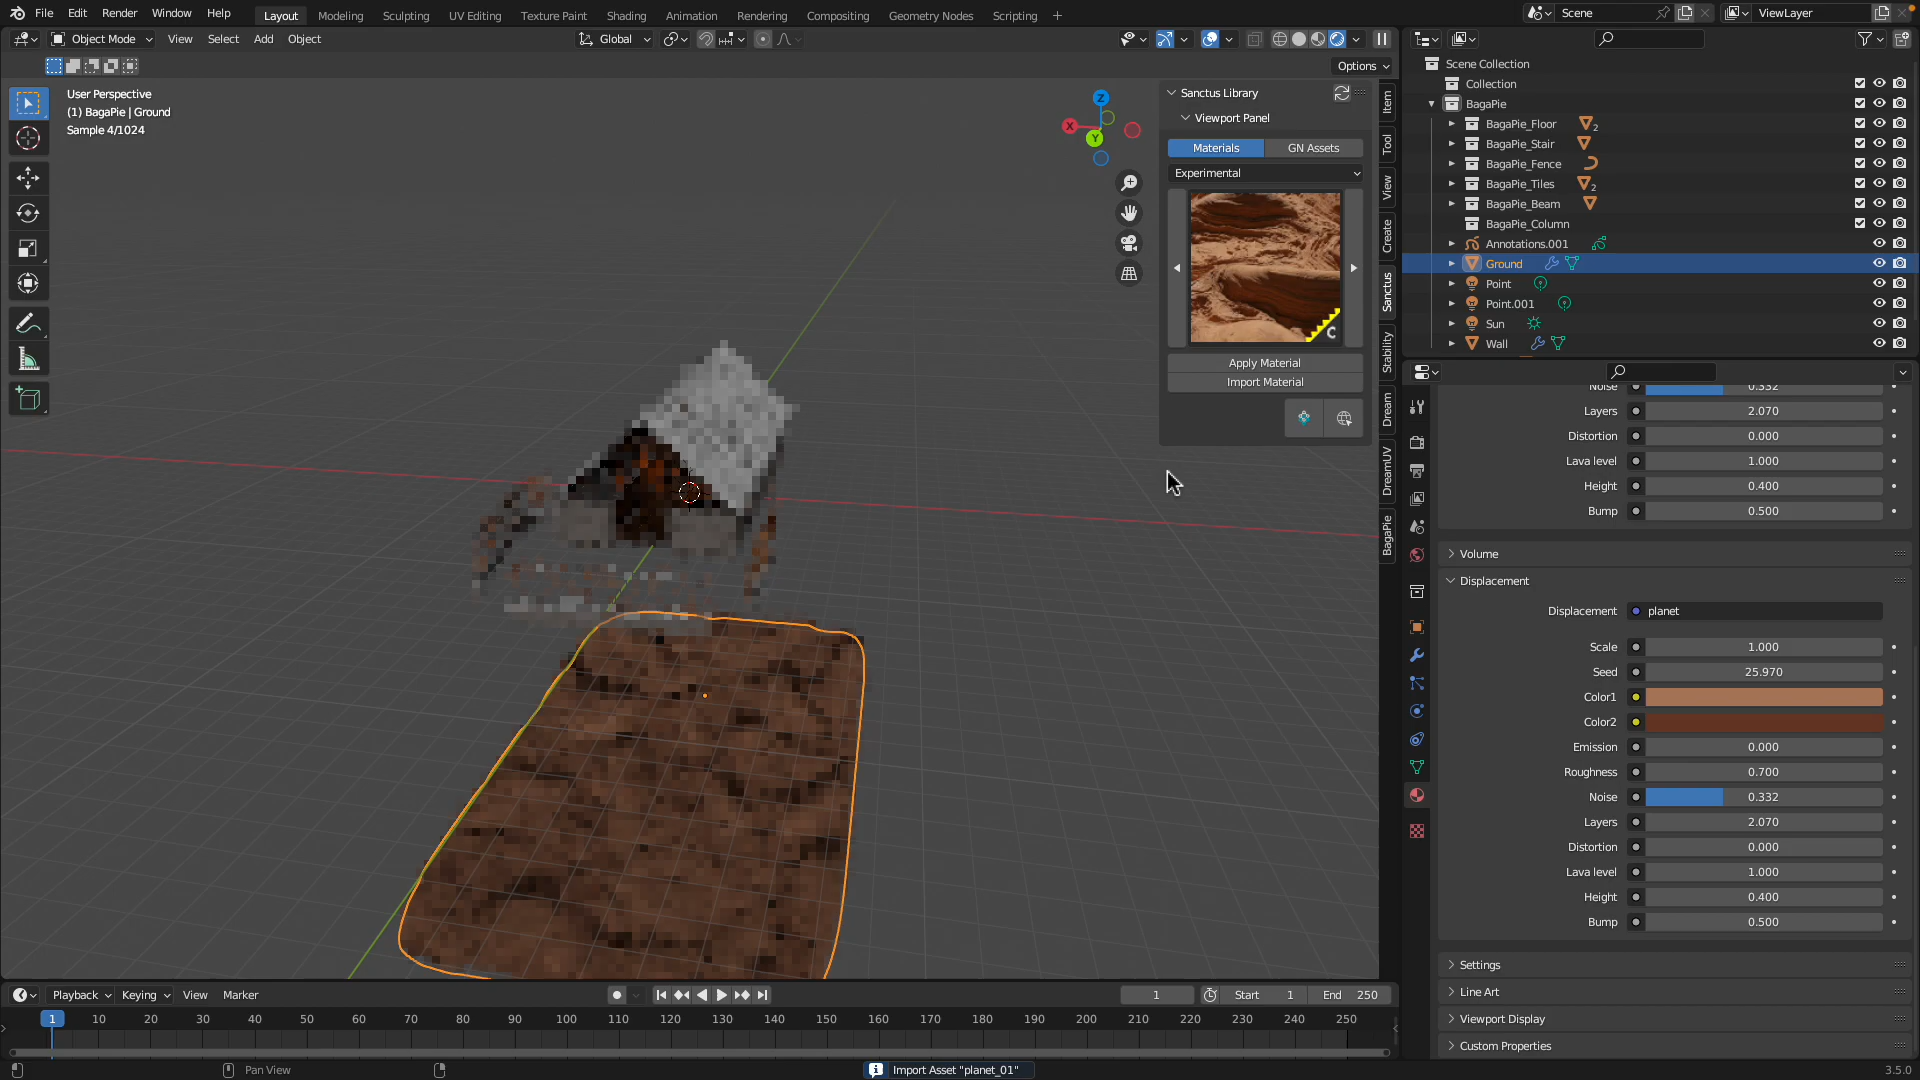 File Edit Render Window Help Layout Modeling Sculpting UV Editing Texture Paint Shading Animation Rendering Compositing Geometry Nodes Scripting + Scene ViewLayer
Object Mode View Select Add Object Global
Options
User Perspective
(1) BagaPie | Ground
Sample 4/1024
Z
X
Y
Sanctus Library
Viewport Panel
Materials GN Assets
Experimental
C
Apply Material
Import Material
Item
Tool
View
Create
Sanctus
Stability
Dream
DreamUV
BagaPie
Scene Collection
Collection
BagaPie
BagaPie_Floor 2
BagaPie_Stair
BagaPie_Fence
BagaPie_Tiles 2
BagaPie_Beam
BagaPie_Column
Annotations.001
Ground
Point
Point.001
Sun
Wall
Noise 0.332
Layers 2.070
Distortion 0.000
Lava level 1.000
Height 0.400
Bump 0.500
Volume
Displacement
Displacement planet
Scale 1.000
Seed 25.970
Color1
Color2
Emission 0.000
Roughness 0.700
Noise 0.332
Layers 2.070
Distortion 0.000
Lava level 1.000
Height 0.400
Bump 0.500
Settings
Line Art
Viewport Display
Custom Properties
Playback Keying View Marker 1 Start 1 End 250
1 10 20 30 40 50 60 70 80 90 100 110 120 130 140 150 160 170 180 190 200 210 220 230 240 250
Pan View Import Asset "planet_01" 3.5.0